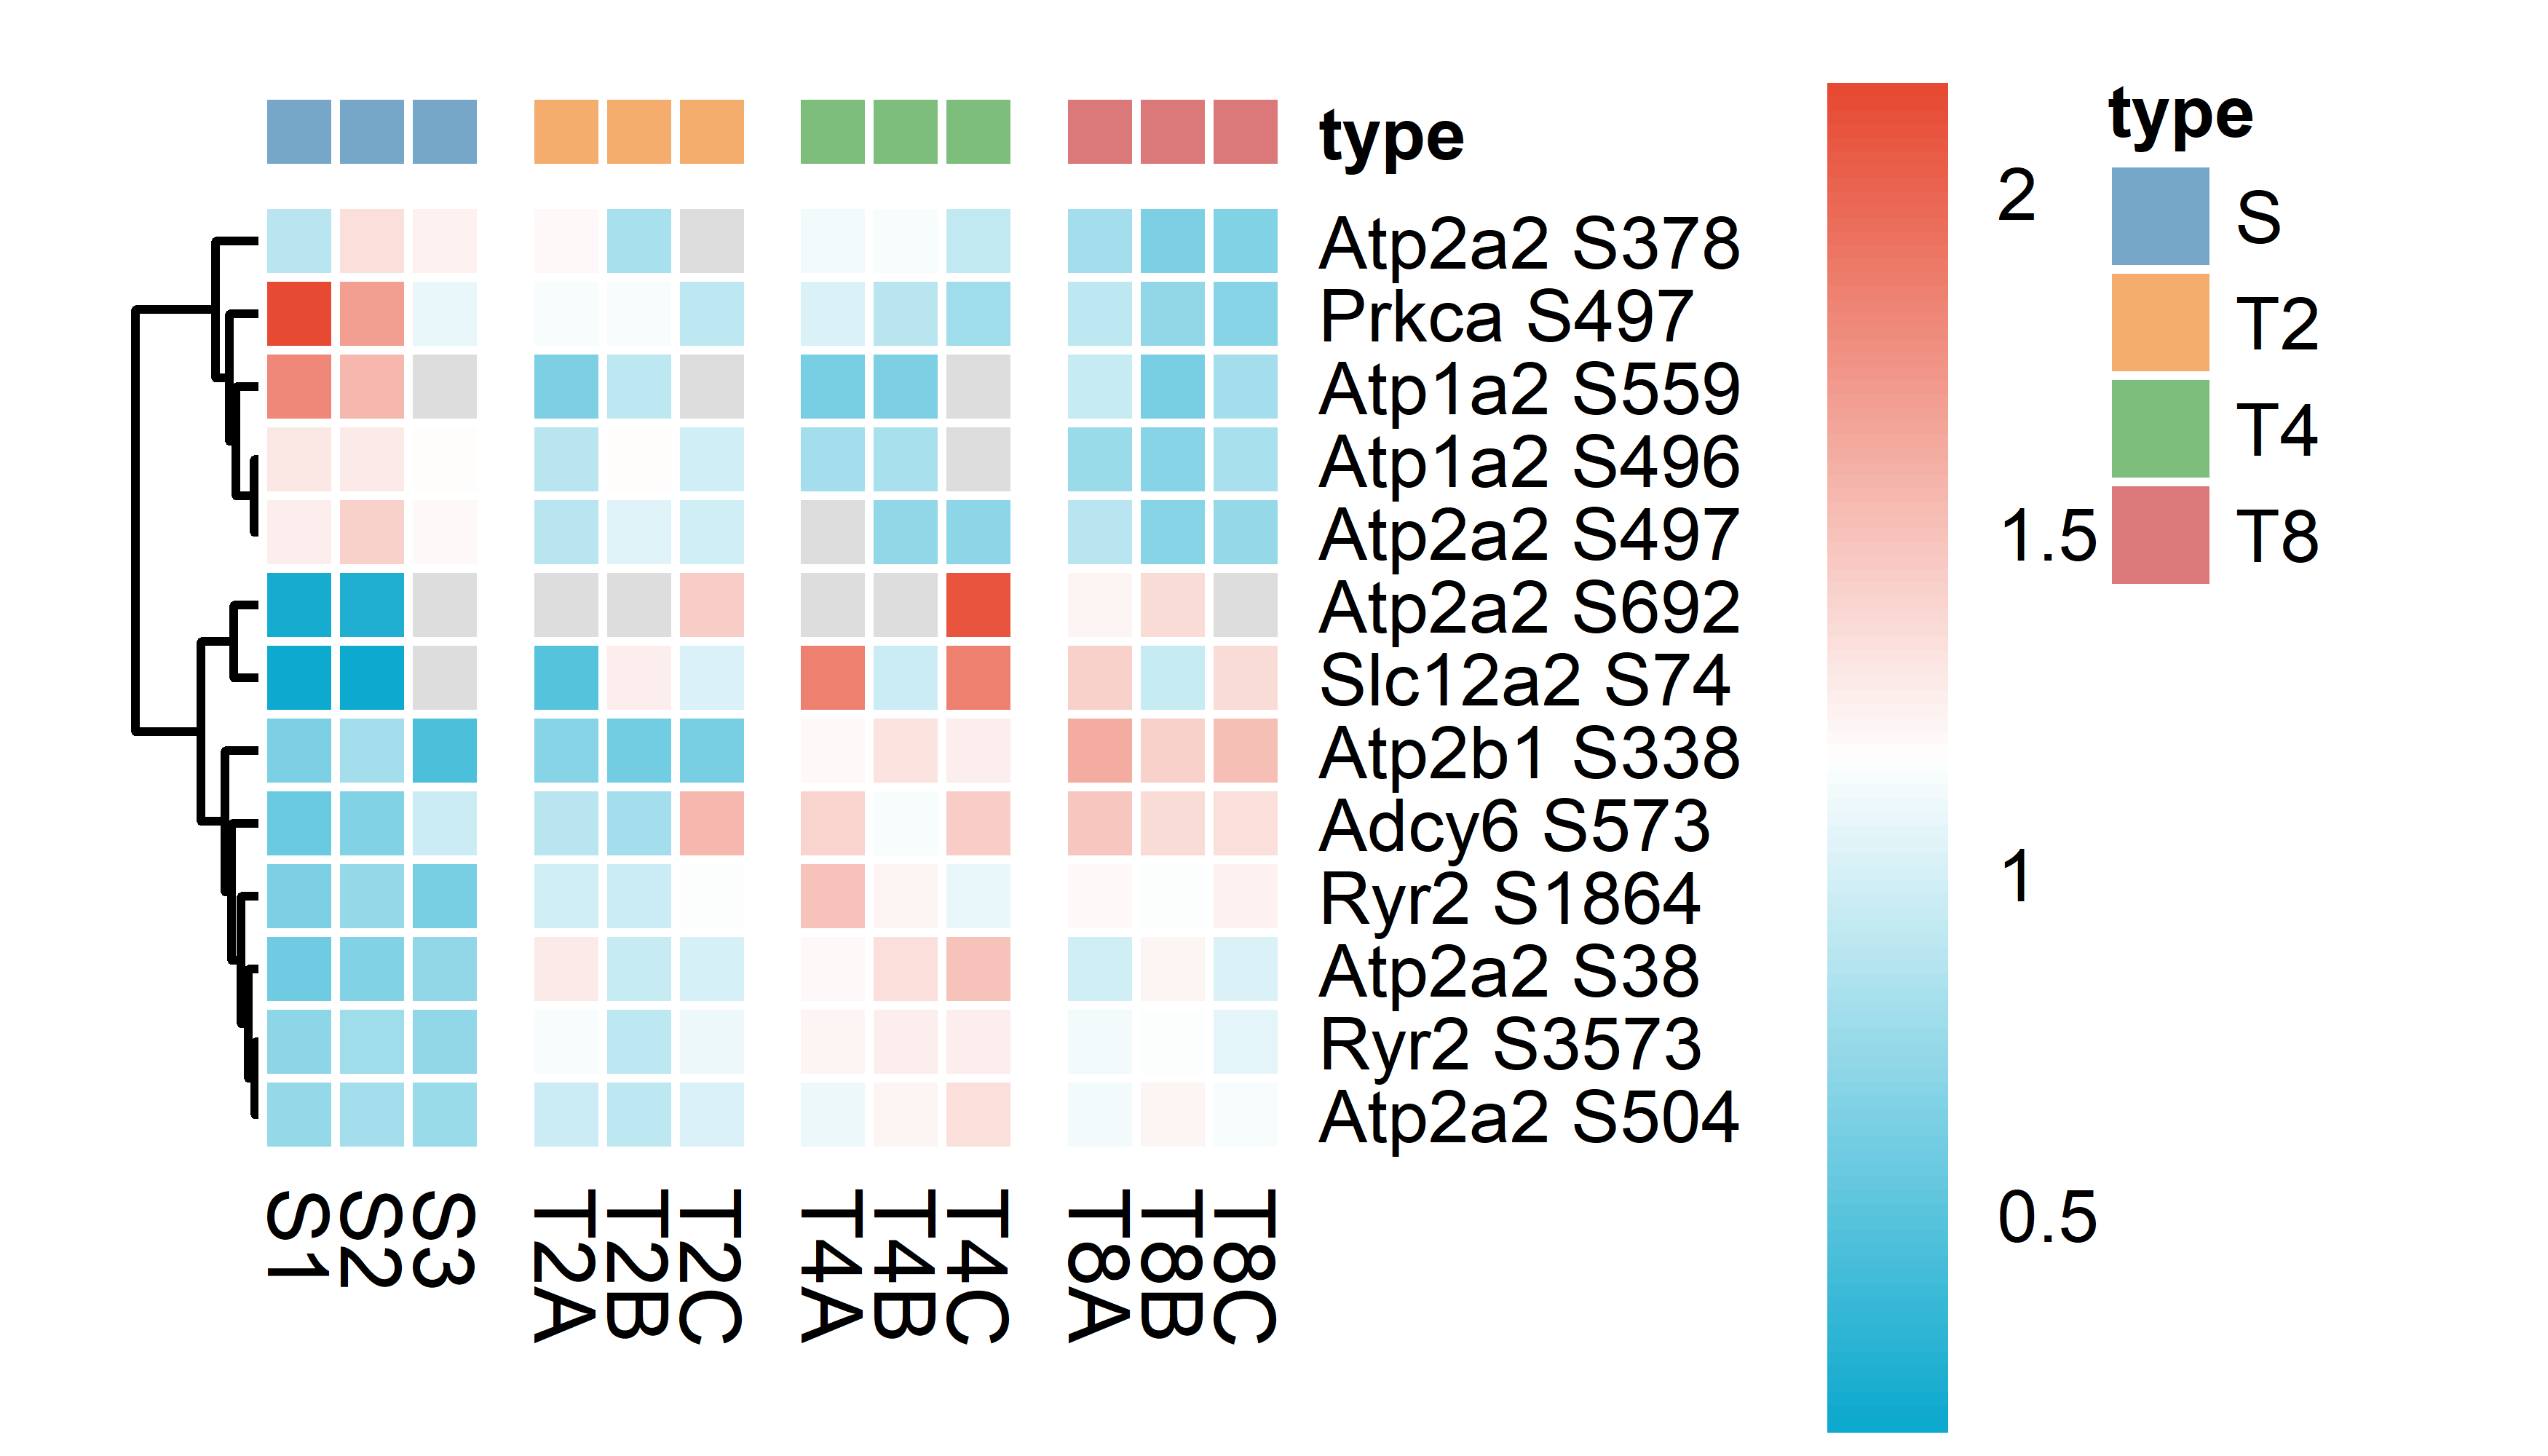 type
Atp2a2 S378
Prkca S497
Atp1a2 S559
Atp1a2 S496
Atp2a2 S497
Atp2a2 S692
Slc12a2 S74
Atp2b1 S338
Adcy6 S573
Ryr2 S1864
Atp2a2 S38
Ryr2 S3573
Atp2a2 S504
S1
S2
S3
T2A
T2B
T2C
T4A
T4B
T4C
T8A
T8B
T8C
2
1.5
1
0.5
type
S
T2
T4
T8